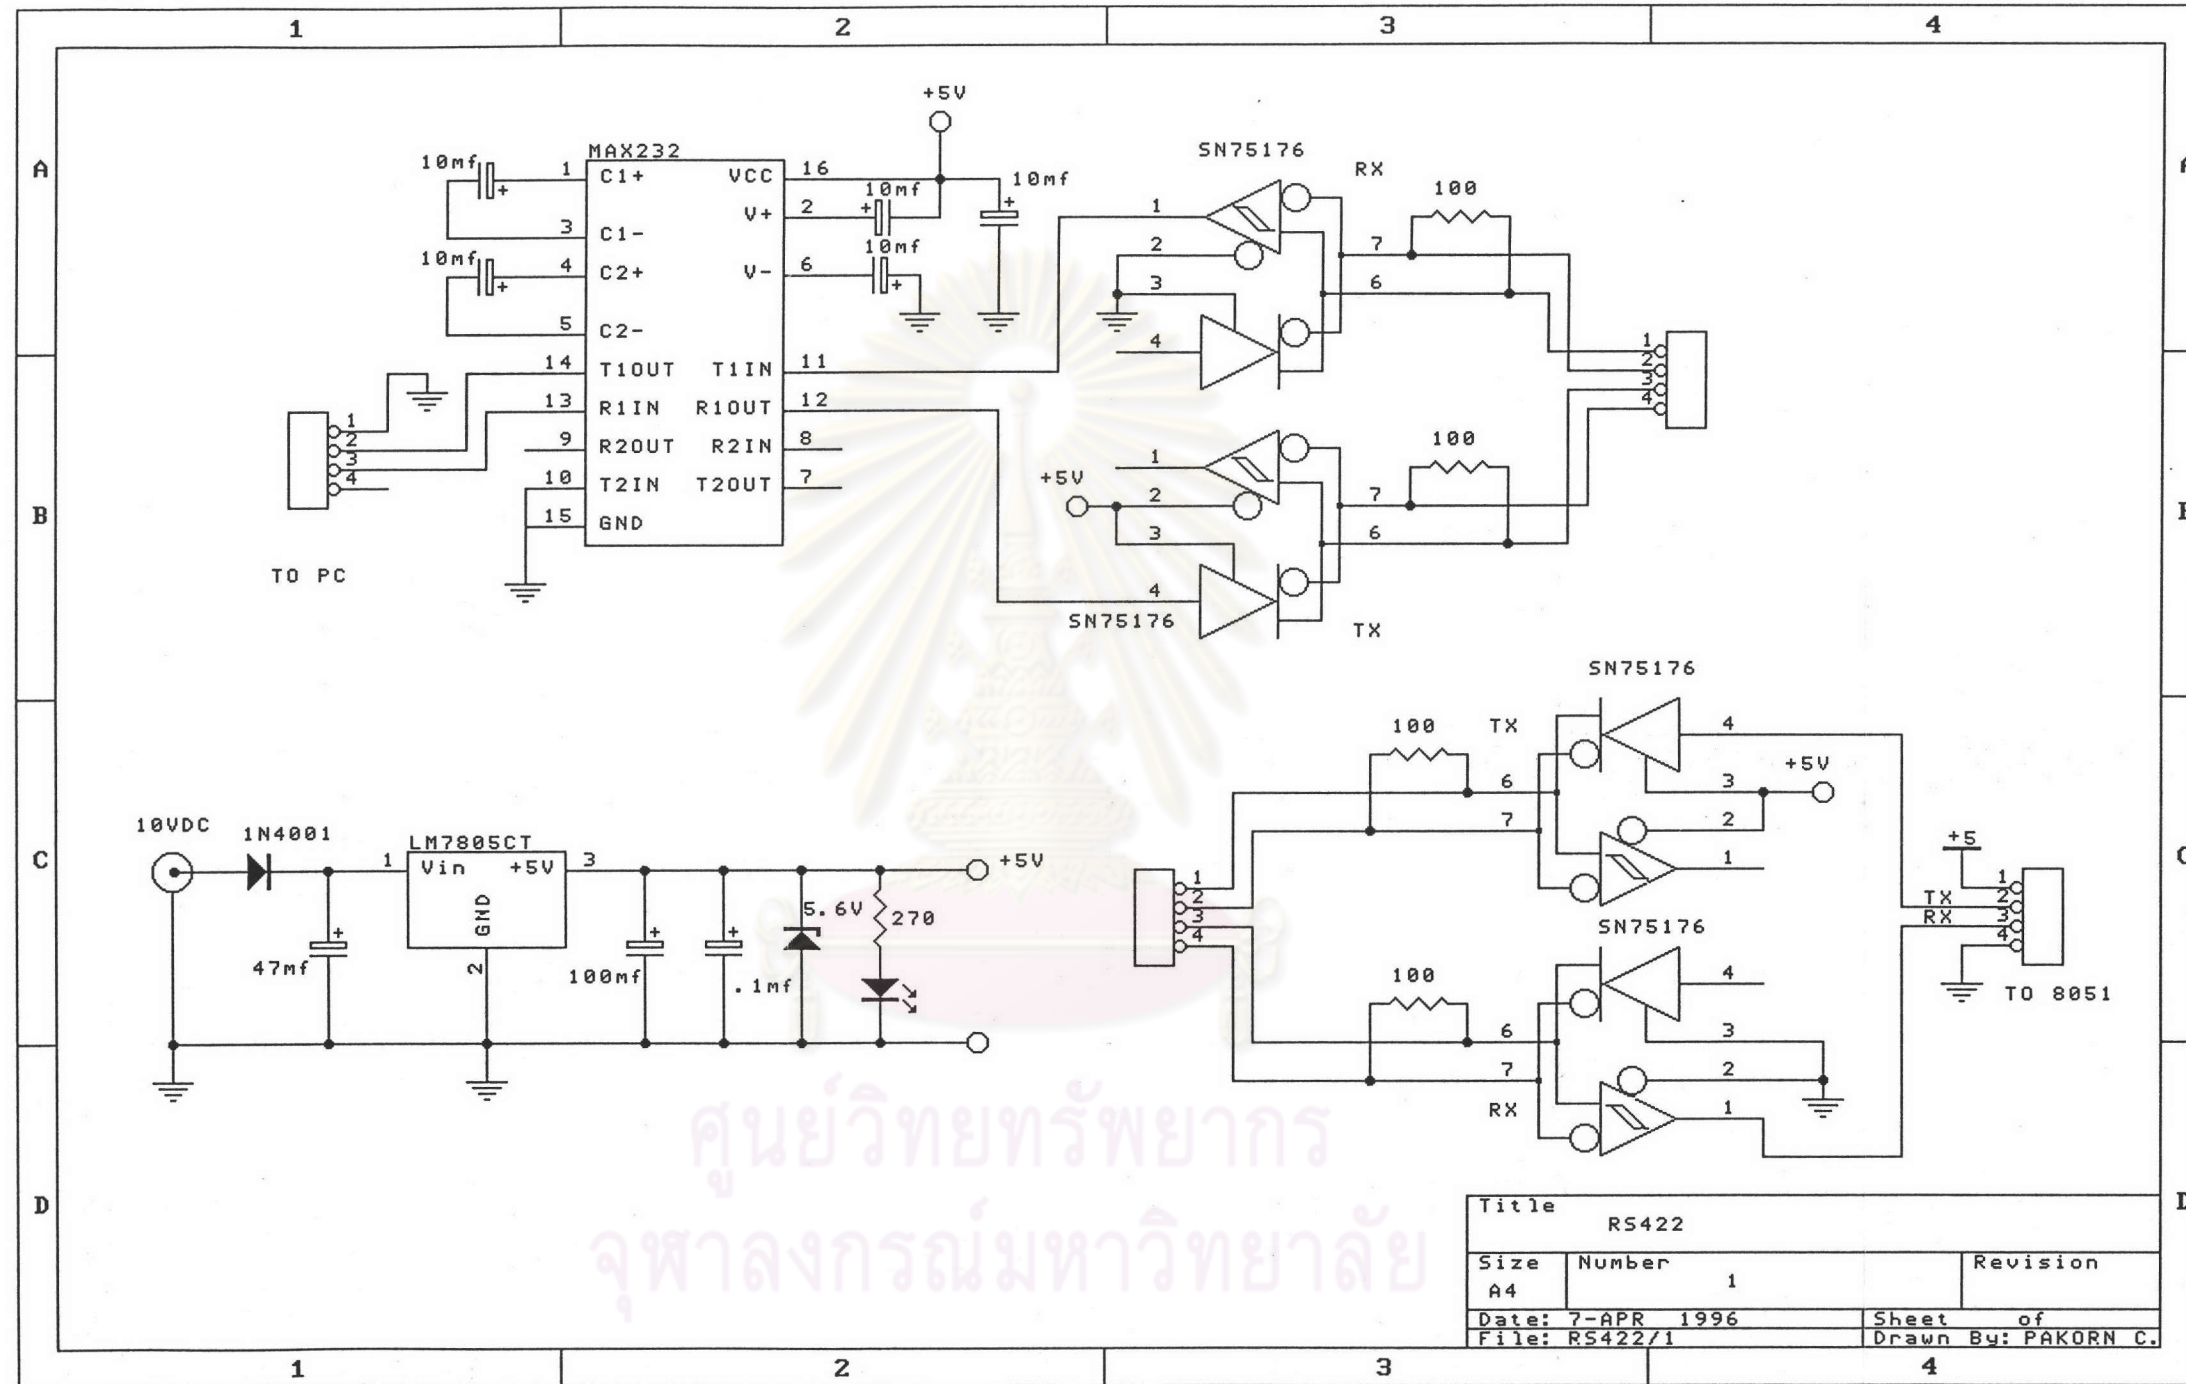 1 2 3 4
A
B
C
D
+5V
MAX232
10mf
1 C1+
3 C1-
10mf
4 C2+
5 C2-
14 T1OUT
13 R1IN
9 R2OUT
10 T2IN
15 GND
VCC 16
V+ 2
V- 6
T1IN 11
R1OUT 12
R2IN 8
T2OUT 7
10mf
10mf
10mf
1
2
3
4
TO PC
SN75176
RX
100
1
2
3
4
7
6
1
2
3
4
100
+5V
1
2
3
4
7
6
SN75176
TX
SN75176
TX
100
6
7
4
3
2
1
+5V
10VDC
1N4001
LM7805CT
1 Vin +5V 3
GND
2
+5V
47mf
100mf
.1mf
5.6V
270
1
2
3
4
SN75176
100
6
7
RX
4
3
2
1
+5
TX
RX
1
2
3
4
TO 8051
ศูนย์วิทยทรัพยากร
จุฬาลงกรณ์มหาวิทยาลัย
Title
RS422
Size Number Revision
A4 1
Date: 7-APR 1996 Sheet of
File: RS422/1 Drawn By: PAKORN C.
1 2 3 4